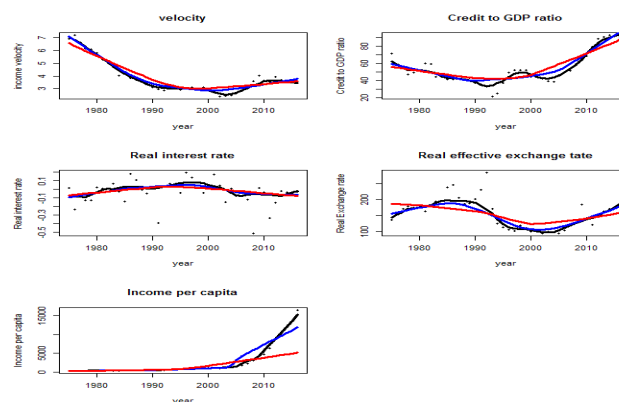 velocity
income velocity
7
6
5
4
3
1980 1990 2000 2010
year
Credit to GDP ratio
Credit to GDP ratio
80
60
40
20
1980 1990 2000 2010
year
Real interest rate
Real interest rate
0.1
-0.1
-0.3
-0.5
1980 1990 2000 2010
year
Real effective exchange tate
Real Exchange rate
200
100
1980 1990 2000 2010
year
Income per capita
Income per capita
15000
5000
0
1980 1990 2000 2010
year